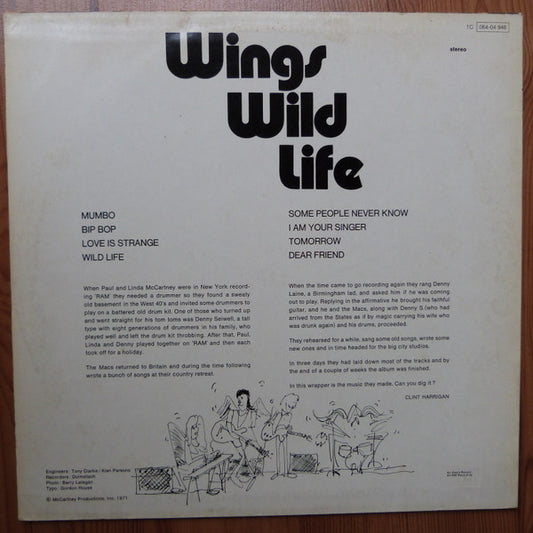 1C 064-04 946
stereo
Wings
Wild
Life
MUMBO
BIP BOP
LOVE IS STRANGE
WILD LIFE
SOME PEOPLE NEVER KNOW
I AM YOUR SINGER
TOMORROW
DEAR FRIEND
When Paul and Linda McCartney were in New York record-
ing 'RAM' they needed a drummer so they found a sweaty
old basement in the West 40's and invited some drummers to
play on a battered old drum kit. One of those who turned up
and went straight for his tom toms was Denny Seiwell, a tall
type with eight generations of drummers in his family, who
played well and left the drum kit throbbing. After that, Paul,
Linda and Denny played together on 'RAM' and then each
took off for a holiday.
The Macs returned to Britain and during the time following
wrote a bunch of songs at their country retreat.
When the time came to go recording again they rang Denny
Laine, a Birmingham lad, and asked him if he was coming
out to play. Replying in the affirmative he brought his faithful
guitar, and he and the Macs, along with Denny S (who had
arrived from the States as if by magic carrying his wife who
was drunk again) and his drums, proceeded.
They rehearsed for a while, sang some old songs, wrote some
new ones and in time headed for the big city studios.
In three days they had laid down most of the tracks and by
the end of a couple of weeks the album was finished.
In this wrapper is the music they made. Can you dig it?
CLINT HARRIGAN
Engineers: Tony Clarke/Alan Parsons
Recorders: Dolmetsch
Photo: Barry Lategan
Typo: Gordon House
© McCartney Productions, Inc. 1971